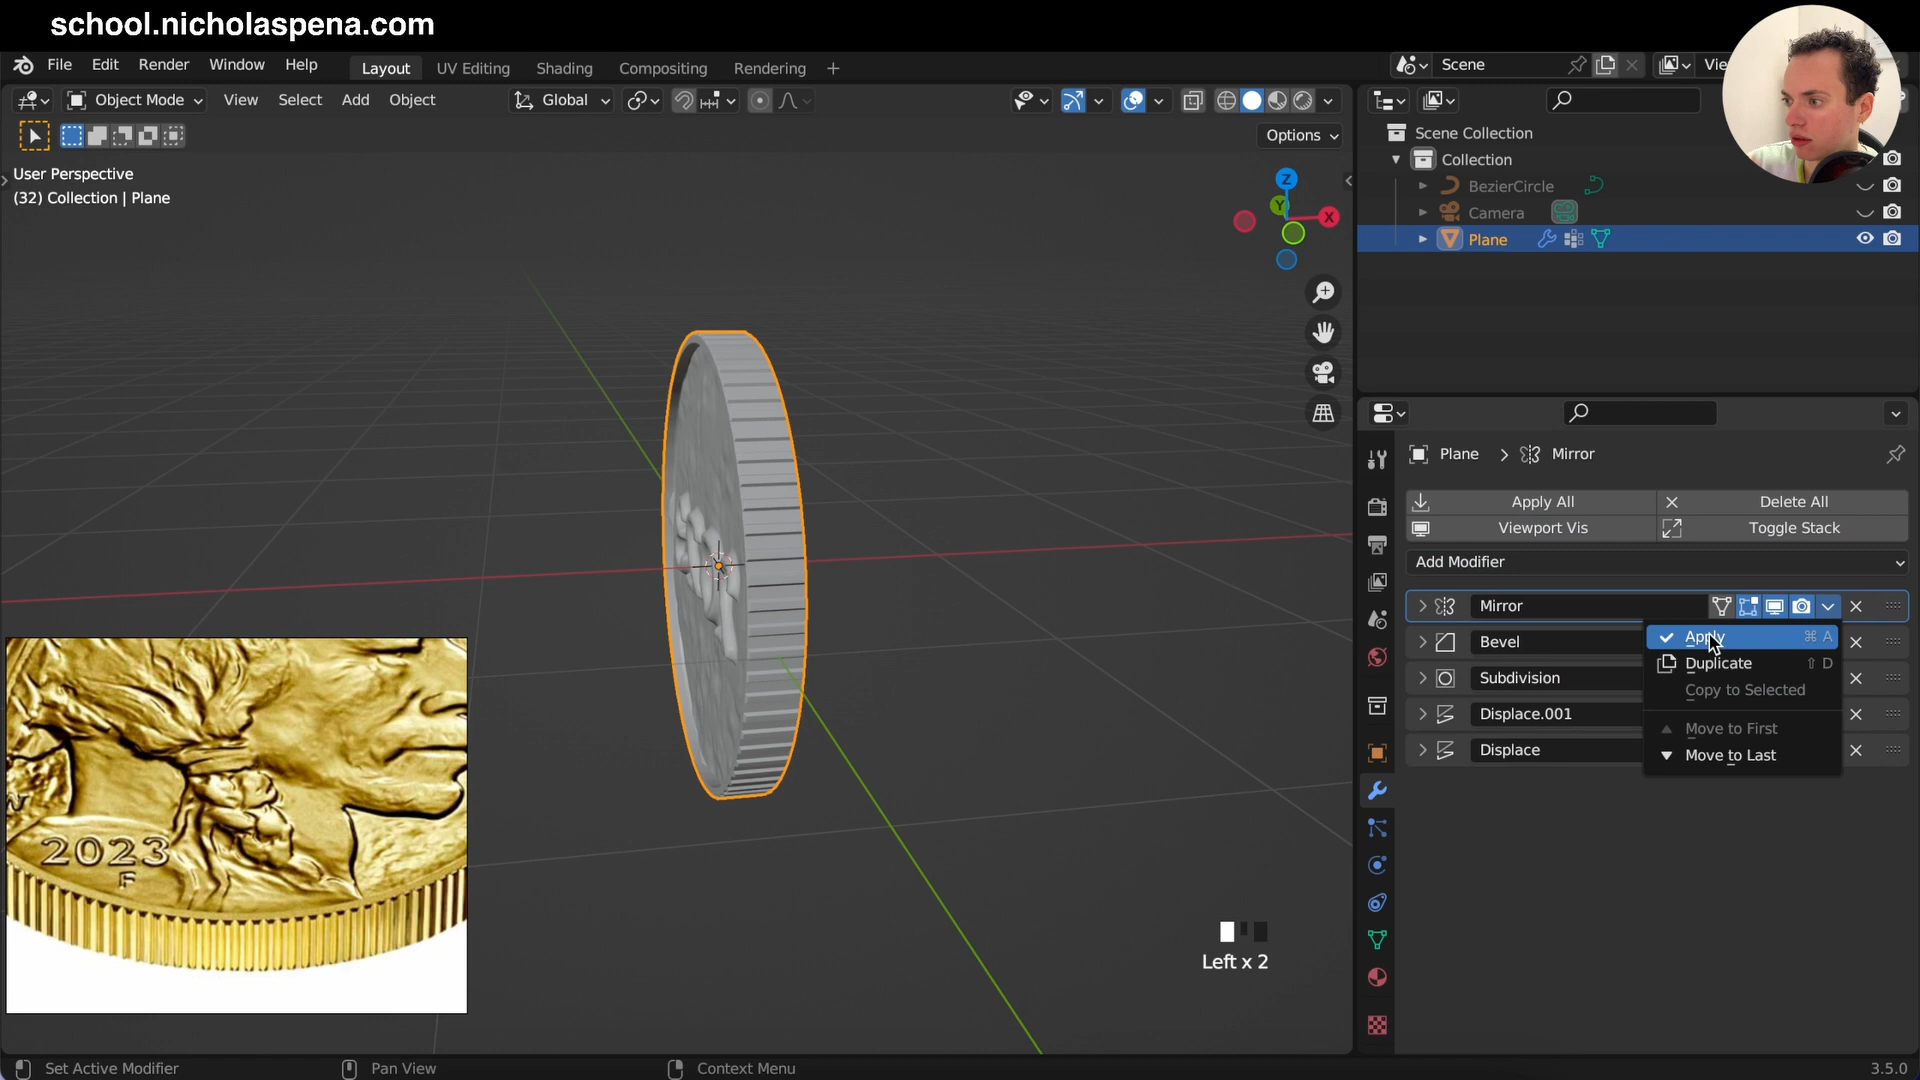 school.nicholaspena.com
File Edit Render Window Help
Layout UV Editing Shading Compositing Rendering +
Scene
Vie
Object Mode View Select Add Object
Global
Options
User Perspective
(32) Collection | Plane
Z
Y
X
Scene Collection
Collection
BezierCircle
Camera
Plane
Plane > Mirror
Apply All
Delete All
Viewport Vis
Toggle Stack
Add Modifier
Mirror
Bevel
Subdivision
Displace.001
Displace
Apply ⌘ A
Duplicate ⇧ D
Copy to Selected
Move to First
Move to Last
2023
F
Left x 2
Set Active Modifier
Pan View
Context Menu
3.5.0